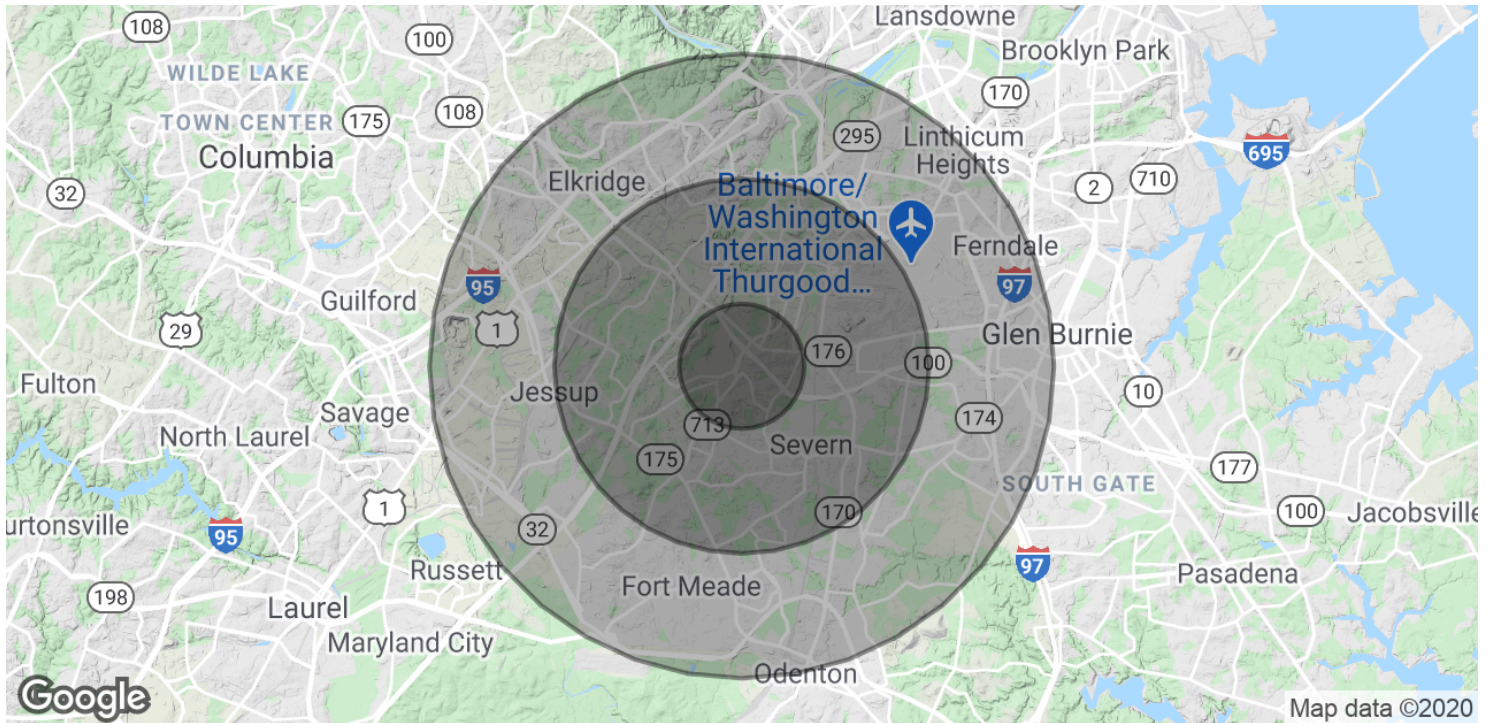 108
100
Lansdowne
Brooklyn Park
WILDE LAKE
170
108
TOWN CENTER
175
295
Linthicum
Heights
695
Columbia
32
Elkridge
Baltimore/
Washington
International
Thurgood...
2
710
Ferndale
95
97
Guilford
29
1
176
Glen Burnie
100
Fulton
Jessup
10
Savage
713
174
North Laurel
Severn
175
177
SOUTH GATE
1
170
100
Jacobsville
urtonsville
95
32
97
Russett
Fort Meade
Pasadena
198
Laurel
Maryland City
Odenton
Google
Map data ©2020